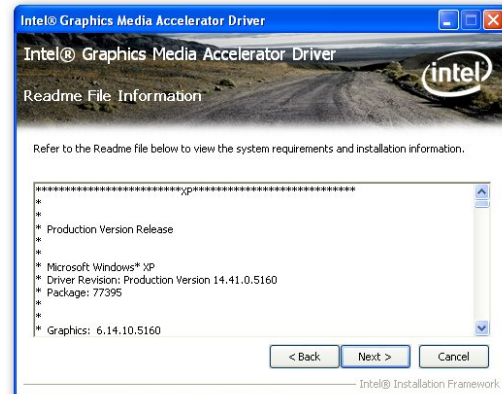 Intel® Graphics Media Accelerator Driver
Intel® Graphics Media Accelerator Driver
(intel)
Readme File Information
Refer to the Readme file below to view the system requirements and installation information.
*************************XP****************************
*
*
* Production Version Release
*
*
* Microsoft Windows* XP
* Driver Revision: Production Version 14.41.0.5160
* Package: 77395
*
*
* Graphics: 6.14.10.5160
< Back
Next >
Cancel
Intel® Installation Framework